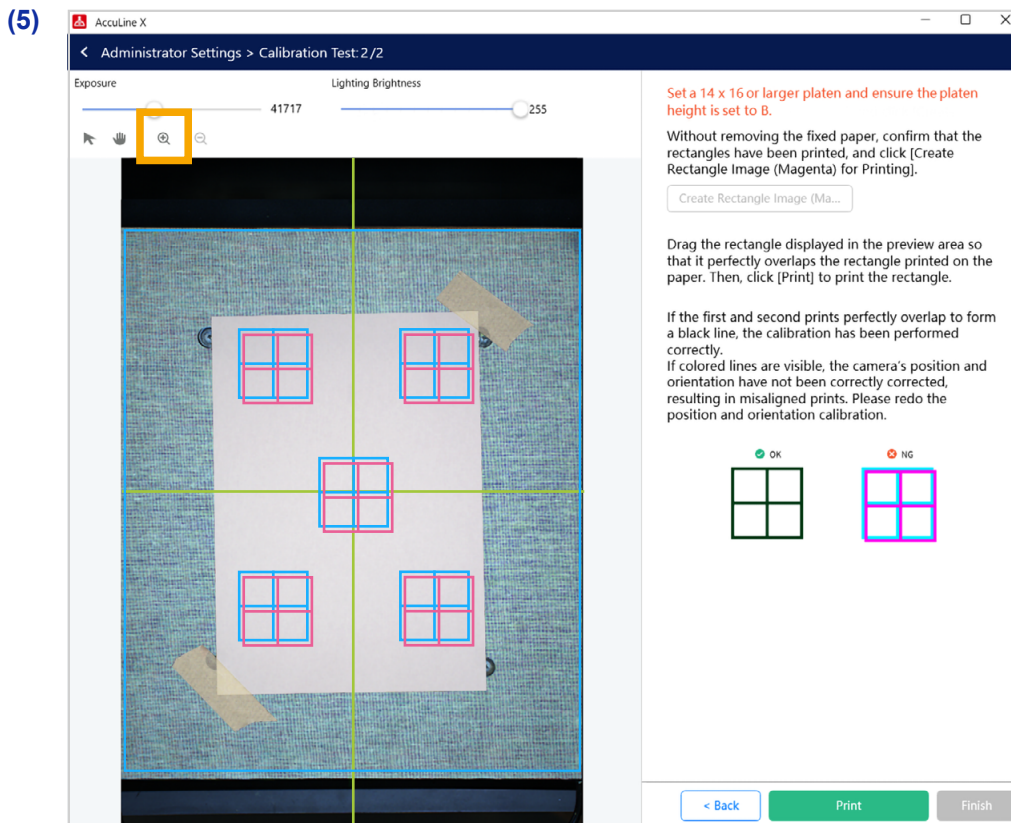 (5)
AccuLine X
< Administrator Settings > Calibration Test: 2 /2
Exposure
41717
Lighting Brightness
255
Set a 14 x 16 or larger platen and ensure the platen
height is set to B.
Without removing the fixed paper, confirm that the
rectangles have been printed, and click [Create
Rectangle Image (Magenta) for Printing].
Create Rectangle Image (Ma...
Drag the rectangle displayed in the preview area so
that it perfectly overlaps the rectangle printed on the
paper. Then, click [Print] to print the rectangle.
If the first and second prints perfectly overlap to form
a black line, the calibration has been performed
correctly.
If colored lines are visible, the camera's position and
orientation have not been correctly corrected,
resulting in misaligned prints. Please redo the
position and orientation calibration.
OK
NG
< Back
Print
Finish